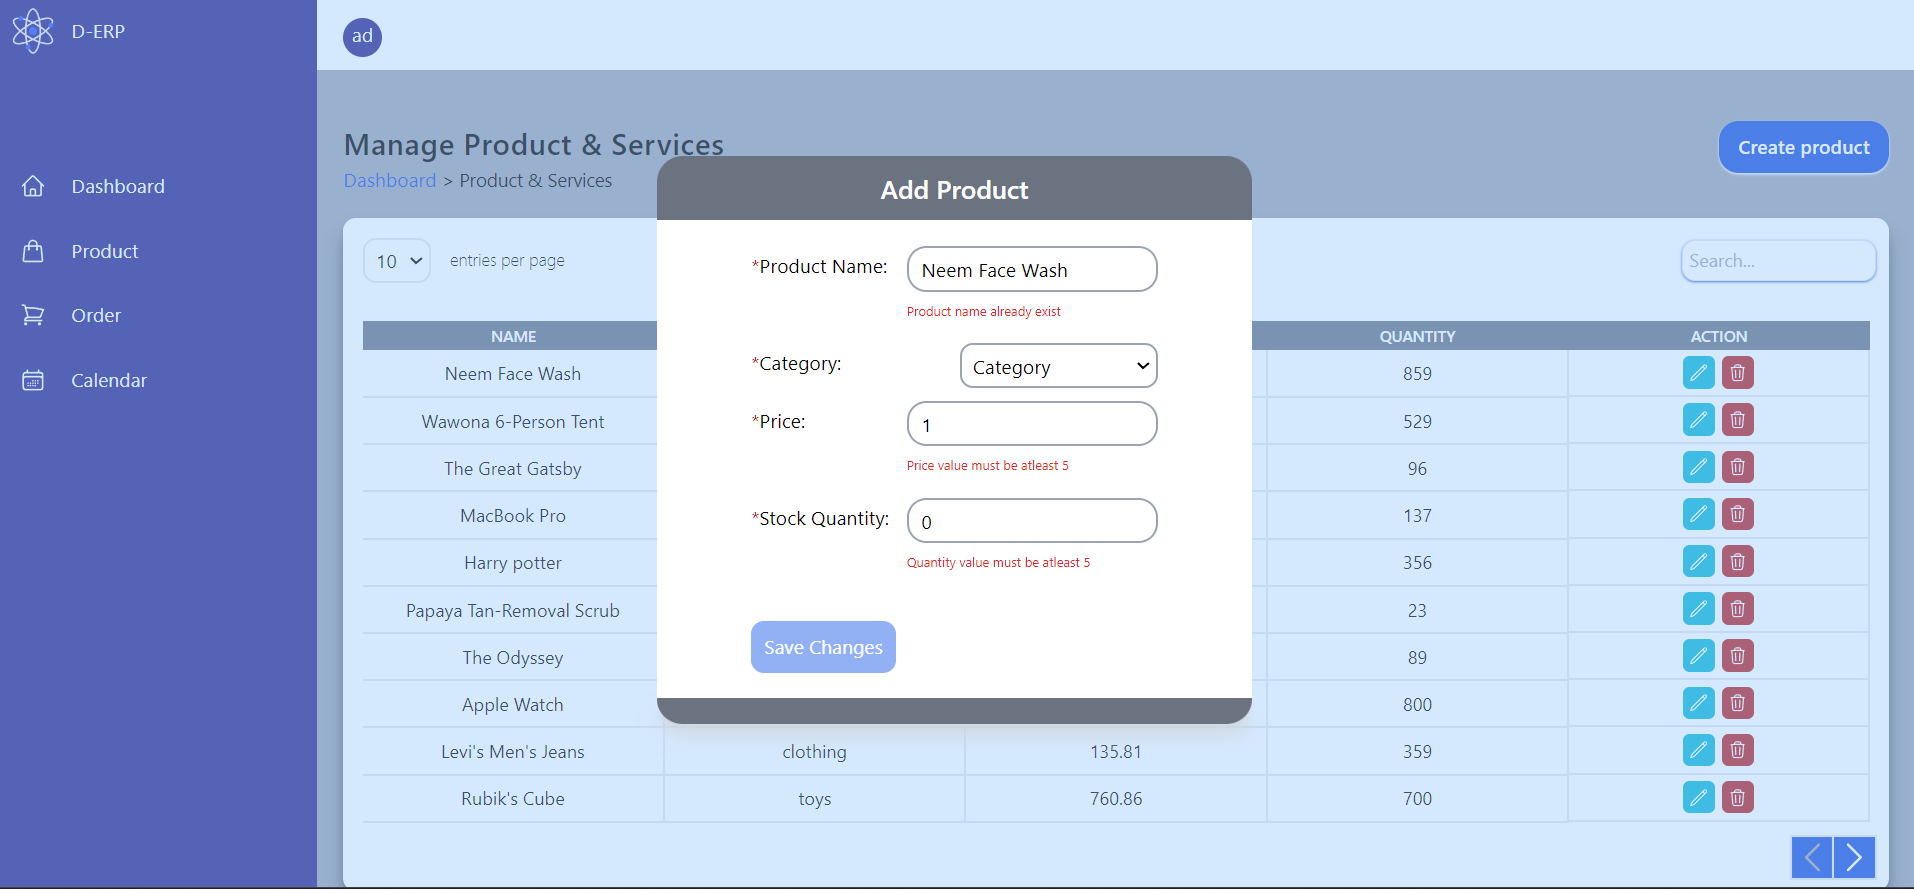 D-ERP
ad
Dashboard
Product
Order
Calendar
Manage Product & Services
Dashboard > Product & Services
Create product
10 entries per page
Search...
NAME QUANTITY ACTION
Neem Face Wash 859
Wawona 6-Person Tent 529
The Great Gatsby 96
MacBook Pro 137
Harry potter 356
Papaya Tan-Removal Scrub 23
The Odyssey 89
Apple Watch 800
Levi's Men's Jeans clothing 135.81 359
Rubik's Cube toys 760.86 700
Add Product
*Product Name: Neem Face Wash
Product name already exist
*Category: Category
*Price: 1
Price value must be atleast 5
*Stock Quantity: 0
Quantity value must be atleast 5
Save Changes